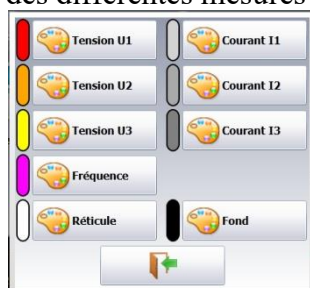 des différentes mesures
Tension U1
Courant I1
Tension U2
Courant I2
Tension U3
Courant I3
Fréquence
Réticule
Fond